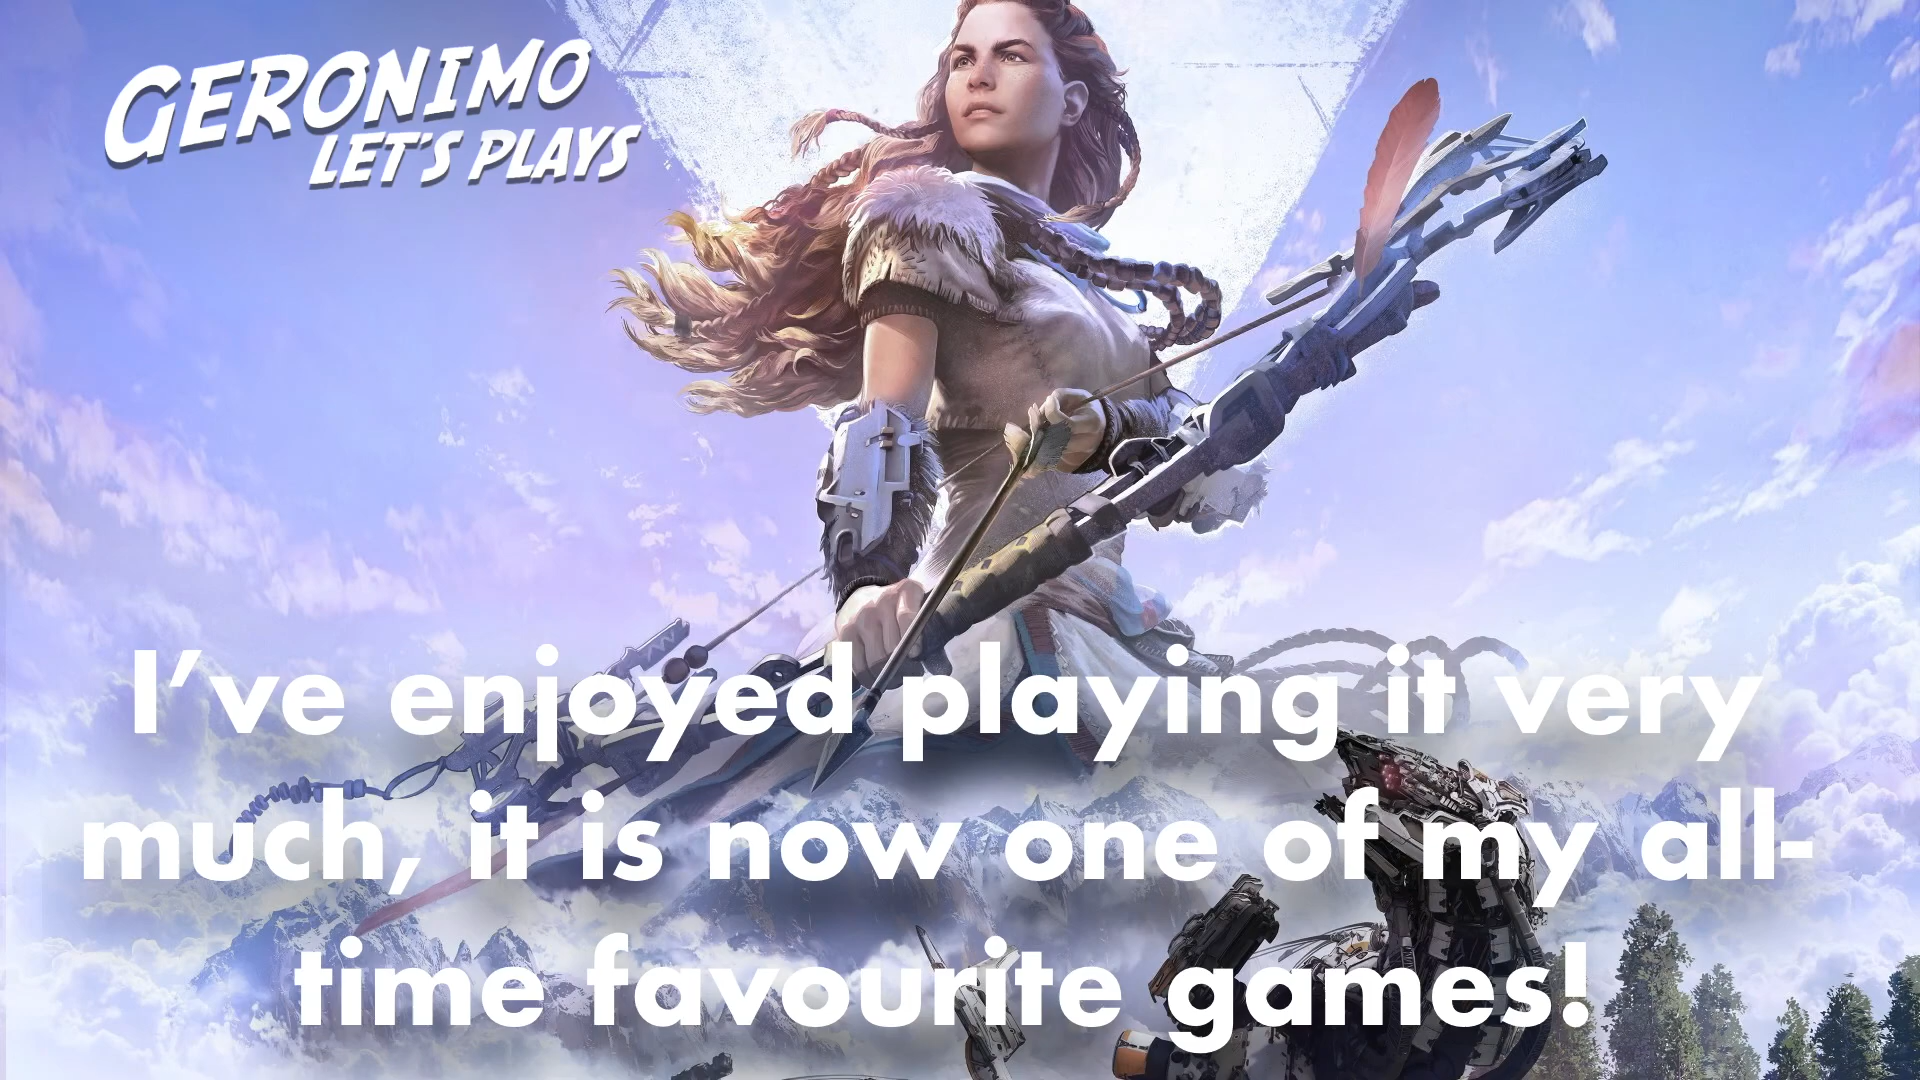 GERONIMO
LET'S PLAYS
I’ve enjoyed playing it very
much, it is now one of my all-
time favourite games!